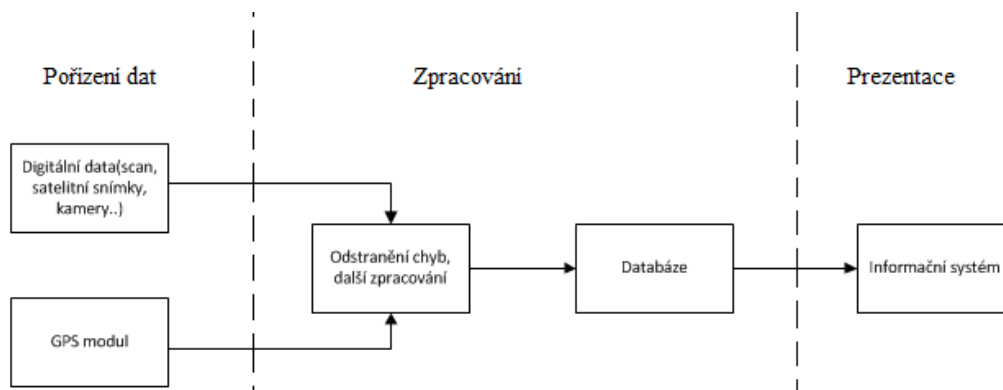 Pořízení dat
Zpracování
Prezentace
Digitální data(scan,
satelitní snímky,
kamery..)
Odstranění chyb,
další zpracování
Databáze
Informační systém
GPS modul